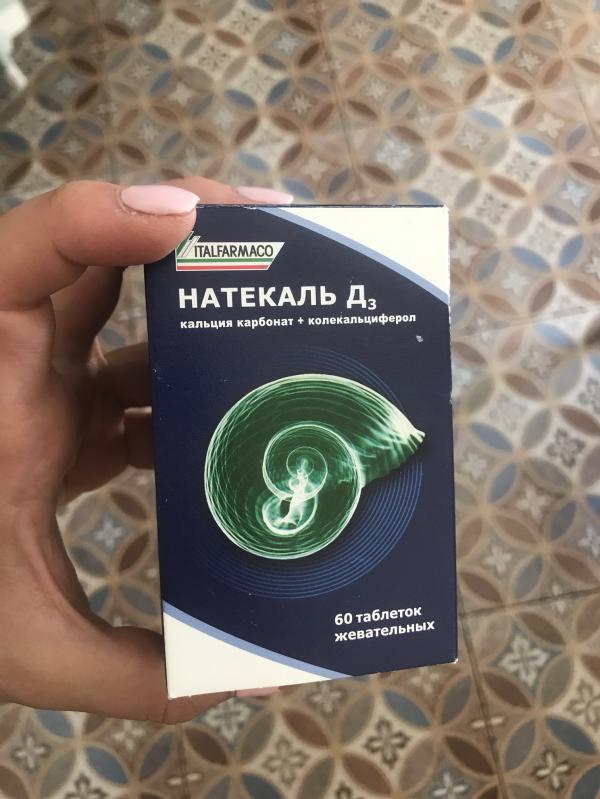 ITALFARMACO
НАТЕКАЛЬ Д3
кальция карбонат + колекальциферол
60 таблеток
жевательных